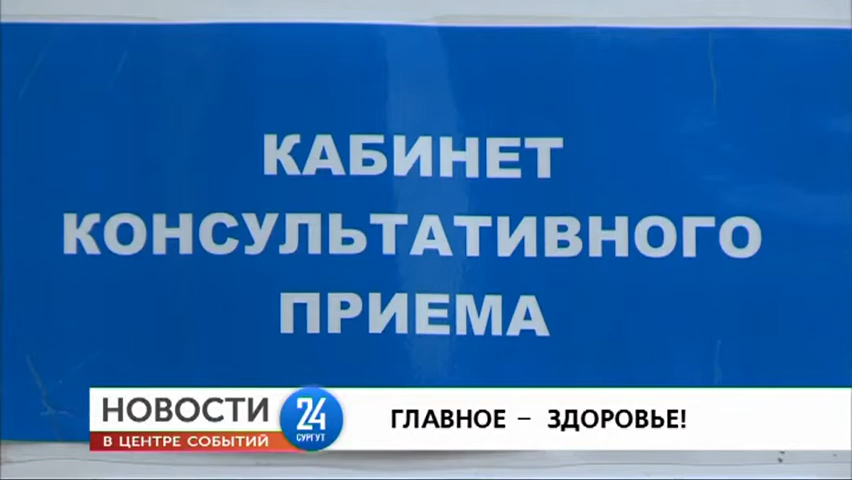 КАБИНЕТ
КОНСУЛЬТАТИВНОГО
ПРИЕМА
НОВОСТИ
24
СУРГУТ
ГЛАВНОЕ – ЗДОРОВЬЕ!
В ЦЕНТРЕ СОБЫТИЙ